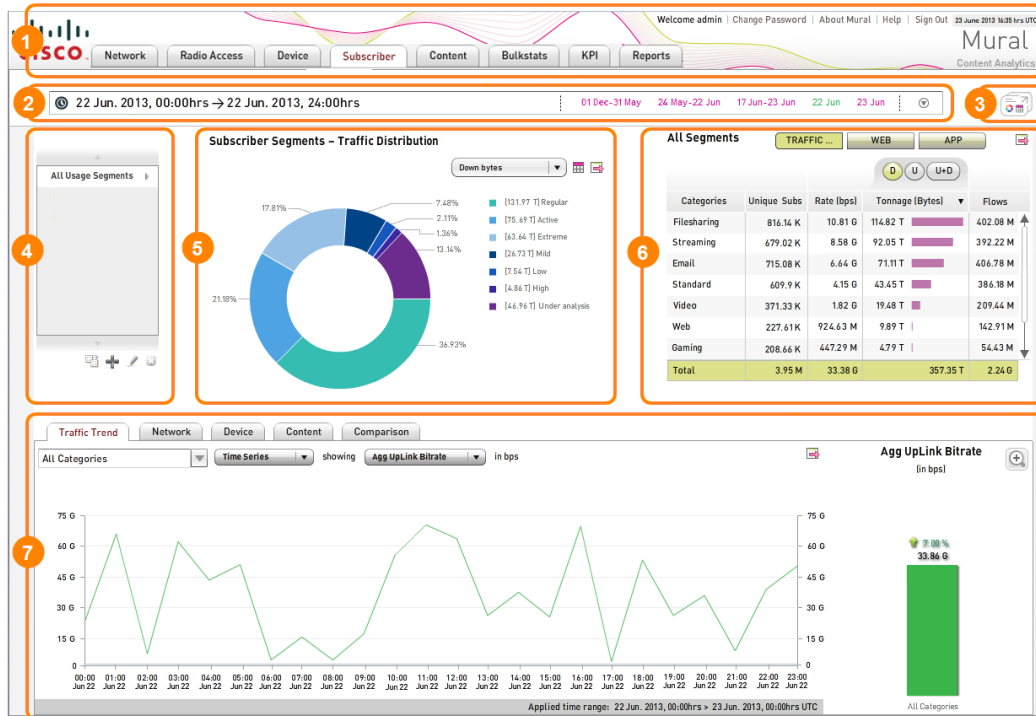 Welcome admin | Change Password | About Mural | Help | Sign Out 23 June 2013 16:35 hrs UTC
1
CISCO
Mural
Content Analytics
Network Radio Access Device Subscriber Content Bulkstats KPI Reports
2
22 Jun. 2013, 00:00hrs → 22 Jun. 2013, 24:00hrs
01 Dec-31 May 24 May-22 Jun 17 Jun-23 Jun 22 Jun 23 Jun
3
4
All Usage Segments
5
Subscriber Segments – Traffic Distribution
Down bytes
17.81%
7.48%
2.11%
1.36%
13.14%
21.18%
36.93%
[131.97 T] Regular
[75.69 T] Active
[63.64 T] Extreme
[26.73 T] Mild
[7.54 T] Low
[4.86 T] High
[46.96 T] Under analysis
6
All Segments
TRAFFIC ... WEB APP
D U U+D
Categories Unique Subs Rate (bps) Tonnage (Bytes) ▼ Flows
Filesharing 816.14 K 10.81 G 114.82 T 402.08 M
Streaming 679.02 K 8.58 G 92.05 T 392.22 M
Email 715.08 K 6.64 G 71.11 T 406.78 M
Standard 609.9 K 4.15 G 43.45 T 386.18 M
Video 371.33 K 1.82 G 19.48 T 209.44 M
Web 227.61 K 924.63 M 9.89 T 142.91 M
Gaming 208.66 K 447.29 M 4.79 T 54.43 M
Total 3.95 M 33.38 G 357.35 T 2.24 G
7
Traffic Trend Network Device Content Comparison
All Categories Time Series showing Agg UpLink Bitrate in bps
75 G 75 G
60 G 60 G
45 G 45 G
30 G 30 G
15 G 15 G
0 0
00:00 01:00 02:00 03:00 04:00 05:00 06:00 07:00 08:00 09:00 10:00 11:00 12:00 13:00 14:00 15:00 16:00 17:00 18:00 19:00 20:00 21:00 22:00 23:00
Jun 22 Jun 22 Jun 22 Jun 22 Jun 22 Jun 22 Jun 22 Jun 22 Jun 22 Jun 22 Jun 22 Jun 22 Jun 22 Jun 22 Jun 22 Jun 22 Jun 22 Jun 22 Jun 22 Jun 22 Jun 22 Jun 22 Jun 22 Jun 22
Applied time range: 22 Jun. 2013, 00:00hrs > 23 Jun. 2013, 00:00hrs UTC
Agg UpLink Bitrate
(in bps)
7.00 %
33.86 G
All Categories